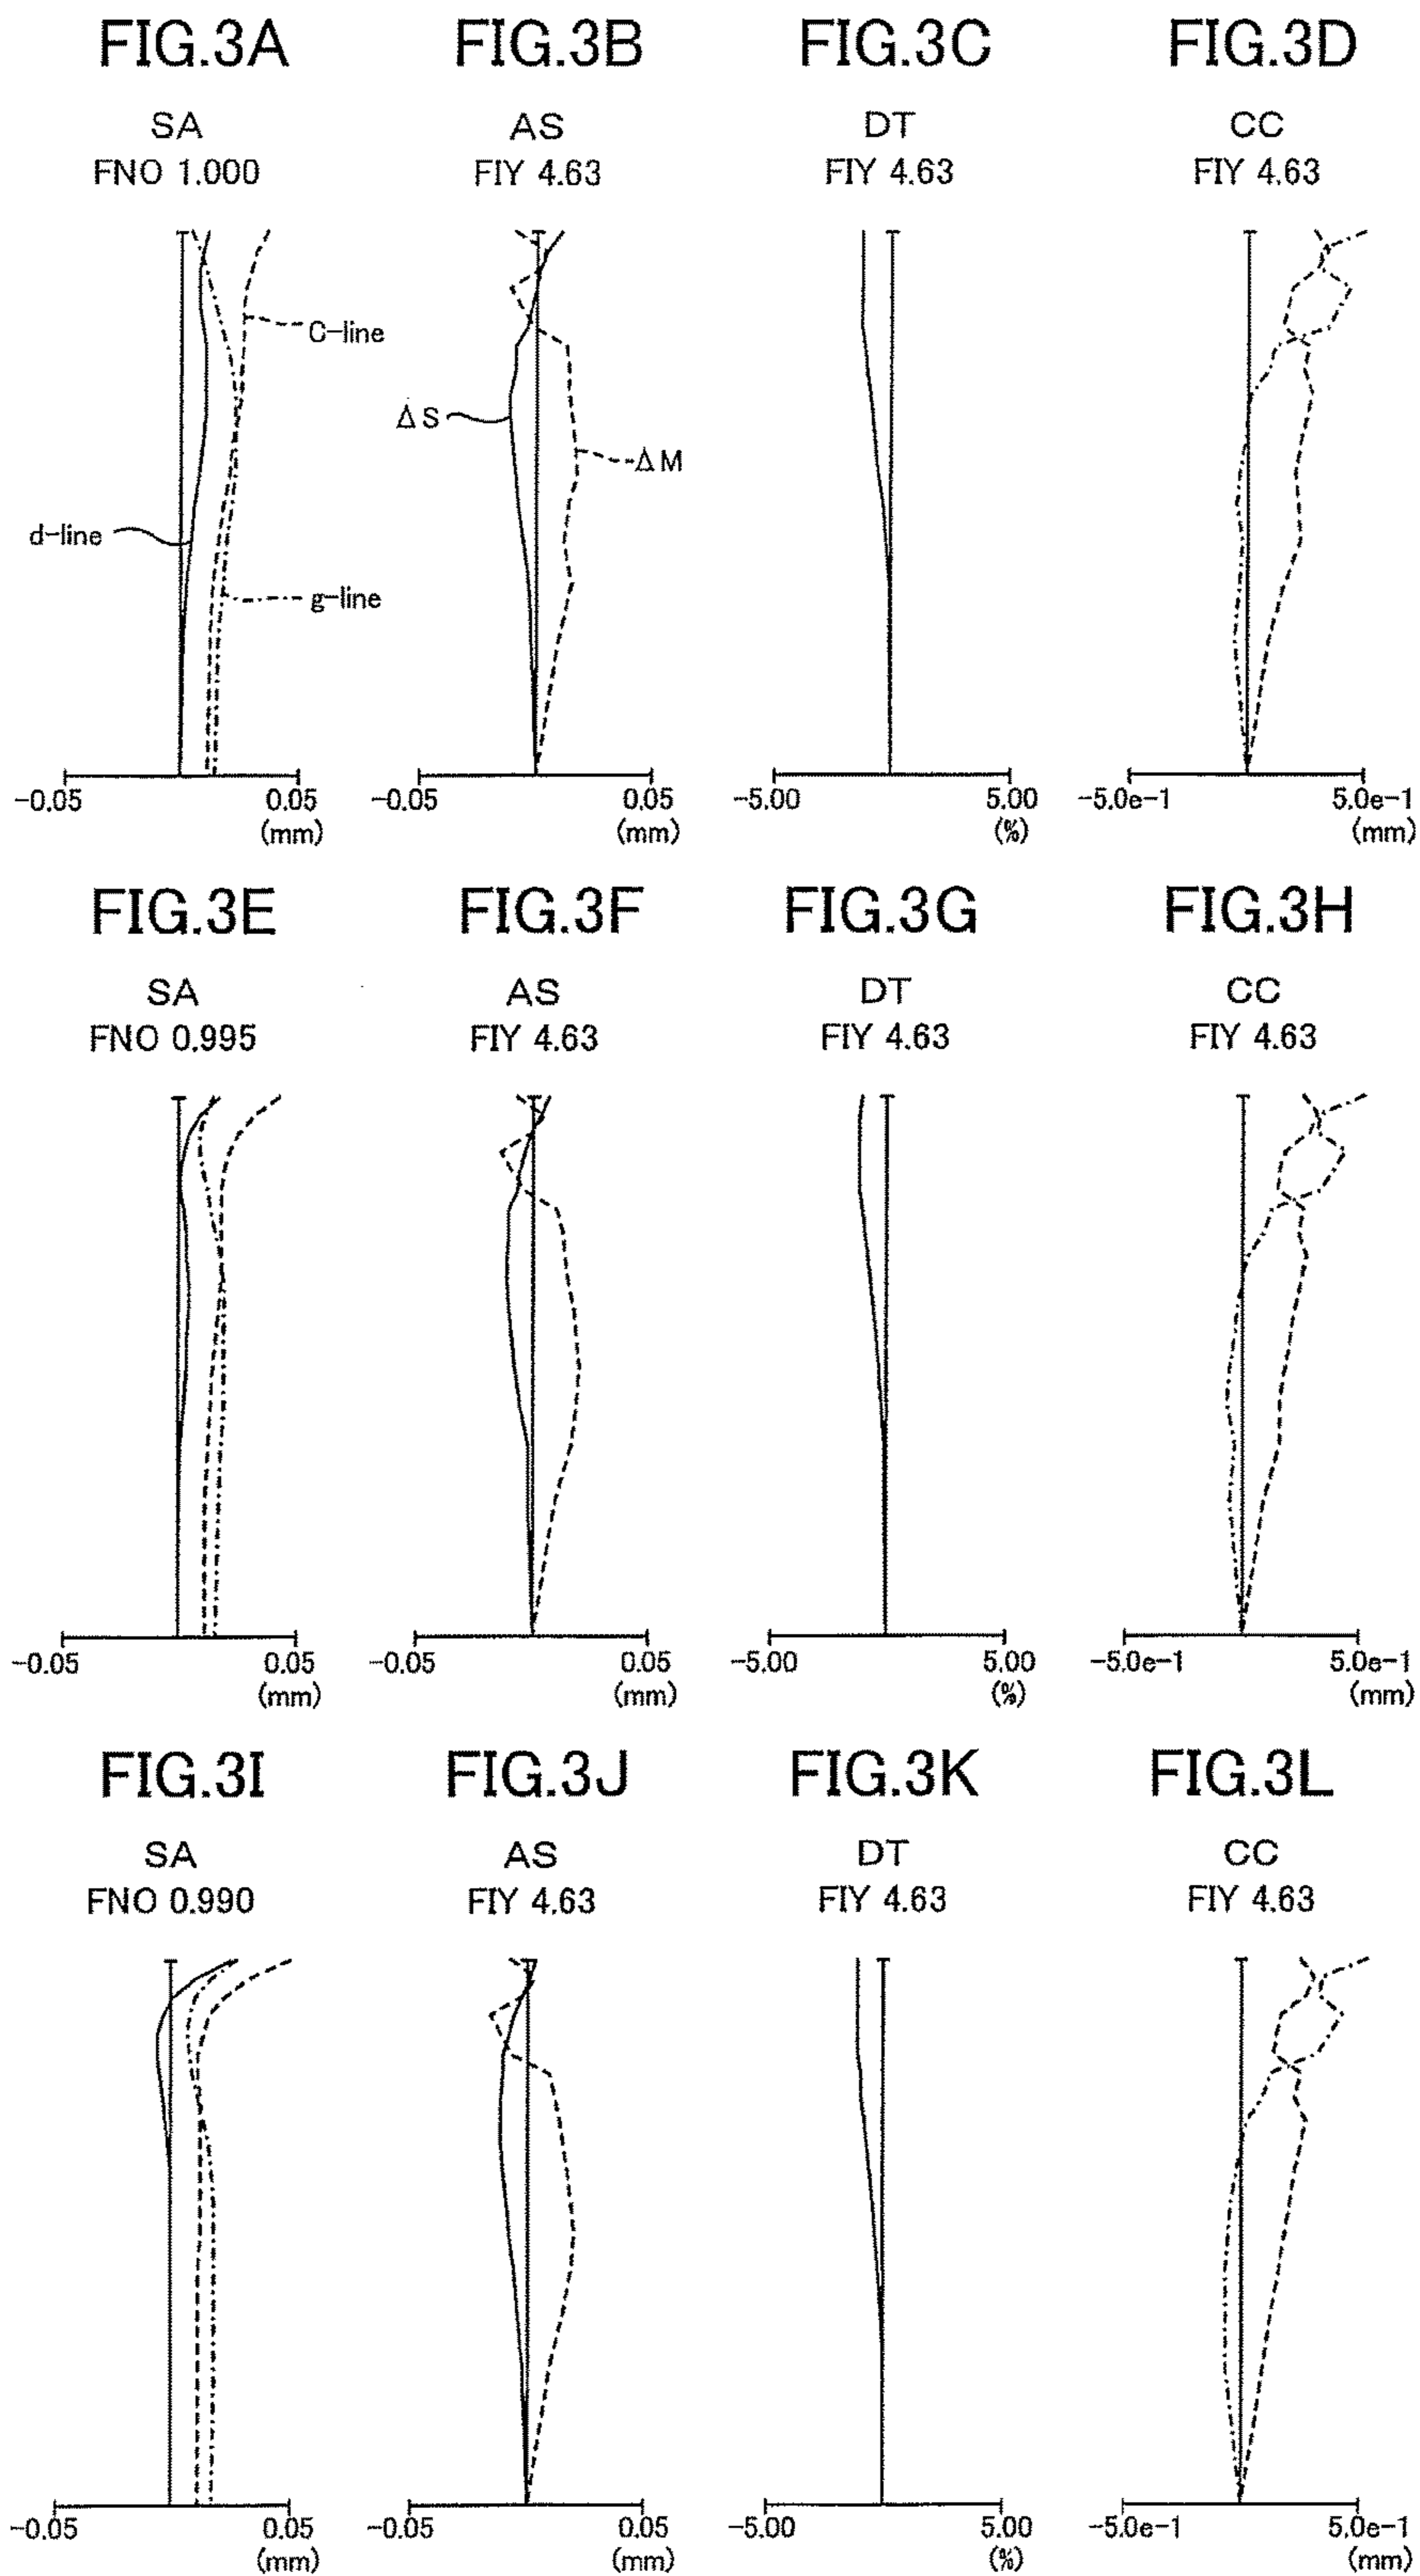 FIG.3A FIG.3B FIG.3C FIG.3D
SA AS DT CC
FNO 1.000 FIY 4.63 FIY 4.63 FIY 4.63
C-line
ΔS
ΔM
d-line
g-line
-0.05 0.05 -0.05 0.05 -5.00 5.00 -5.0e-1 5.0e-1
(mm) (mm) (%) (mm)
FIG.3E FIG.3F FIG.3G FIG.3H
SA AS DT CC
FNO 0.995 FIY 4.63 FIY 4.63 FIY 4.63
-0.05 0.05 -0.05 0.05 -5.00 5.00 -5.0e-1 5.0e-1
(mm) (mm) (%) (mm)
FIG.3I FIG.3J FIG.3K FIG.3L
SA AS DT CC
FNO 0.990 FIY 4.63 FIY 4.63 FIY 4.63
-0.05 0.05 -0.05 0.05 -5.00 5.00 -5.0e-1 5.0e-1
(mm) (mm) (%) (mm)